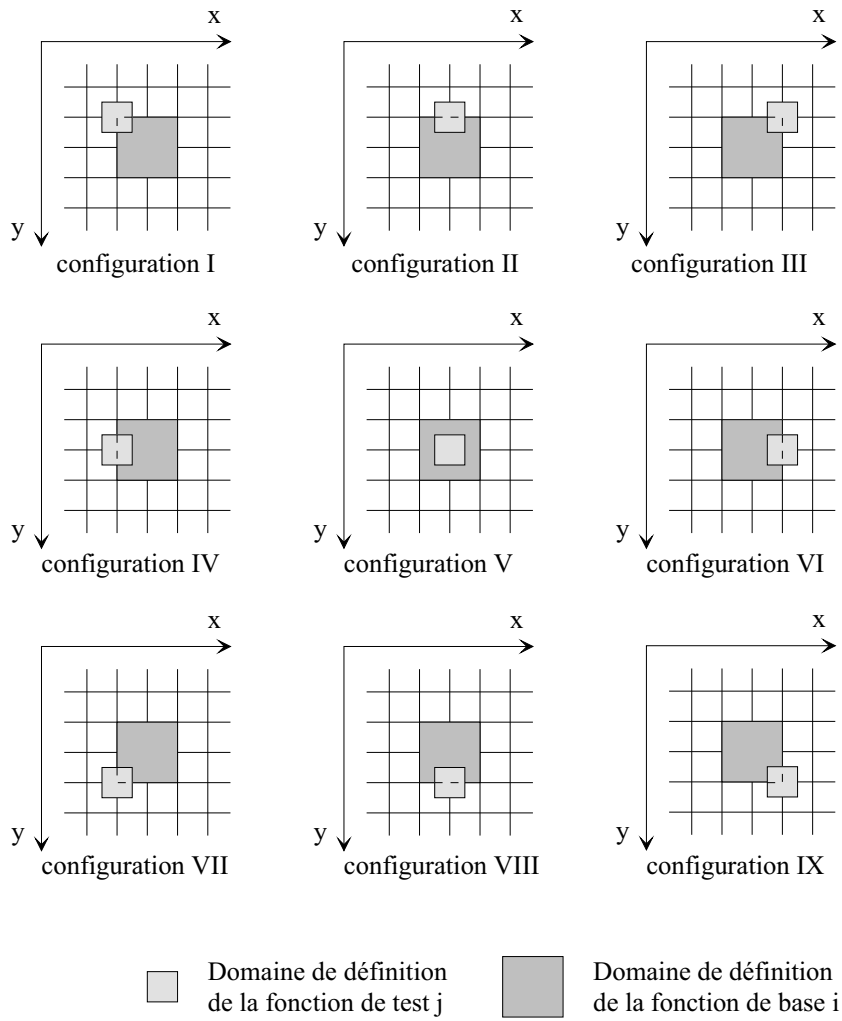 x x x
y y y
configuration I configuration II configuration III
x x x
y y y
configuration IV configuration V configuration VI
x x x
y y y
configuration VII configuration VIII configuration IX
Domaine de définition
de la fonction de test j
Domaine de définition
de la fonction de base i